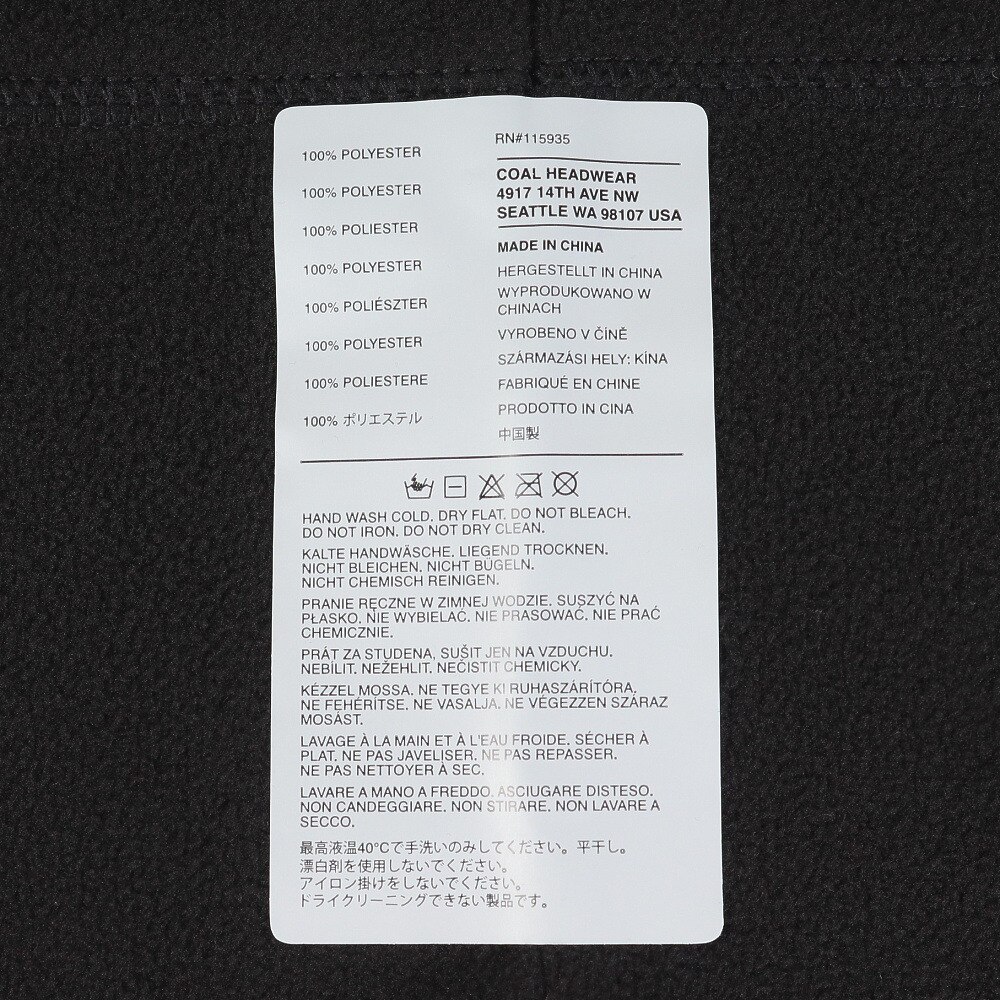 100% POLYESTER
100% POLYESTER
100% POLIESTER
100% POLYESTER
100% POLIÉSZTER
100% POLYESTER
100% POLIESTERE
100% ポリエステル
RN#115935
COAL HEADWEAR
4917 14TH AVE NW
SEATTLE WA 98107 USA
MADE IN CHINA
HERGESTELLT IN CHINA
WYPRODUKOWANO W
CHINACH
VYROBENO V ČÍNĚ
SZÁRMAZÁSI HELY: KÍNA
FABRIQUÉ EN CHINE
PRODOTTO IN CINA
中国製
HAND WASH COLD. DRY FLAT. DO NOT BLEACH.
DO NOT IRON. DO NOT DRY CLEAN.
KALTE HANDWÄSCHE. LIEGEND TROCKNEN.
NICHT BLEICHEN. NICHT BÜGELN.
NICHT CHEMISCH REINIGEN.
PRANIE RĘCZNE W ZIMNEJ WODZIE. SUSZYĆ NA
PŁASKO. NIE WYBIELAĆ. NIE PRASOWAĆ. NIE PRAĆ
CHEMICZNIE.
PRÁT ZA STUDENA, SUŠIT JEN NA VZDUCHU.
NEBÍLIT. NEŽEHLIT. NEČISTIT CHEMICKY.
KÉZZEL MOSSA. NE TEGYE KI RUHASZÁRÍTÓRA.
NE FEHÉRÍTSE. NE VASALJA. NE VÉGEZZEN SZÁRAZ
MOSÁST.
LAVAGE À LA MAIN ET À L'EAU FROIDE. SÉCHER À
PLAT. NE PAS JAVELISER. NE PAS REPASSER.
NE PAS NETTOYER À SEC.
LAVARE A MANO A FREDDO. ASCIUGARE DISTESO.
NON CANDEGGIARE. NON STIRARE. NON LAVARE A
SECCO.
最高液温40°Cで手洗いのみしてください。平干し。
漂白剤を使用しないでください。
アイロン掛けをしないでください。
ドライクリーニングできない製品です。